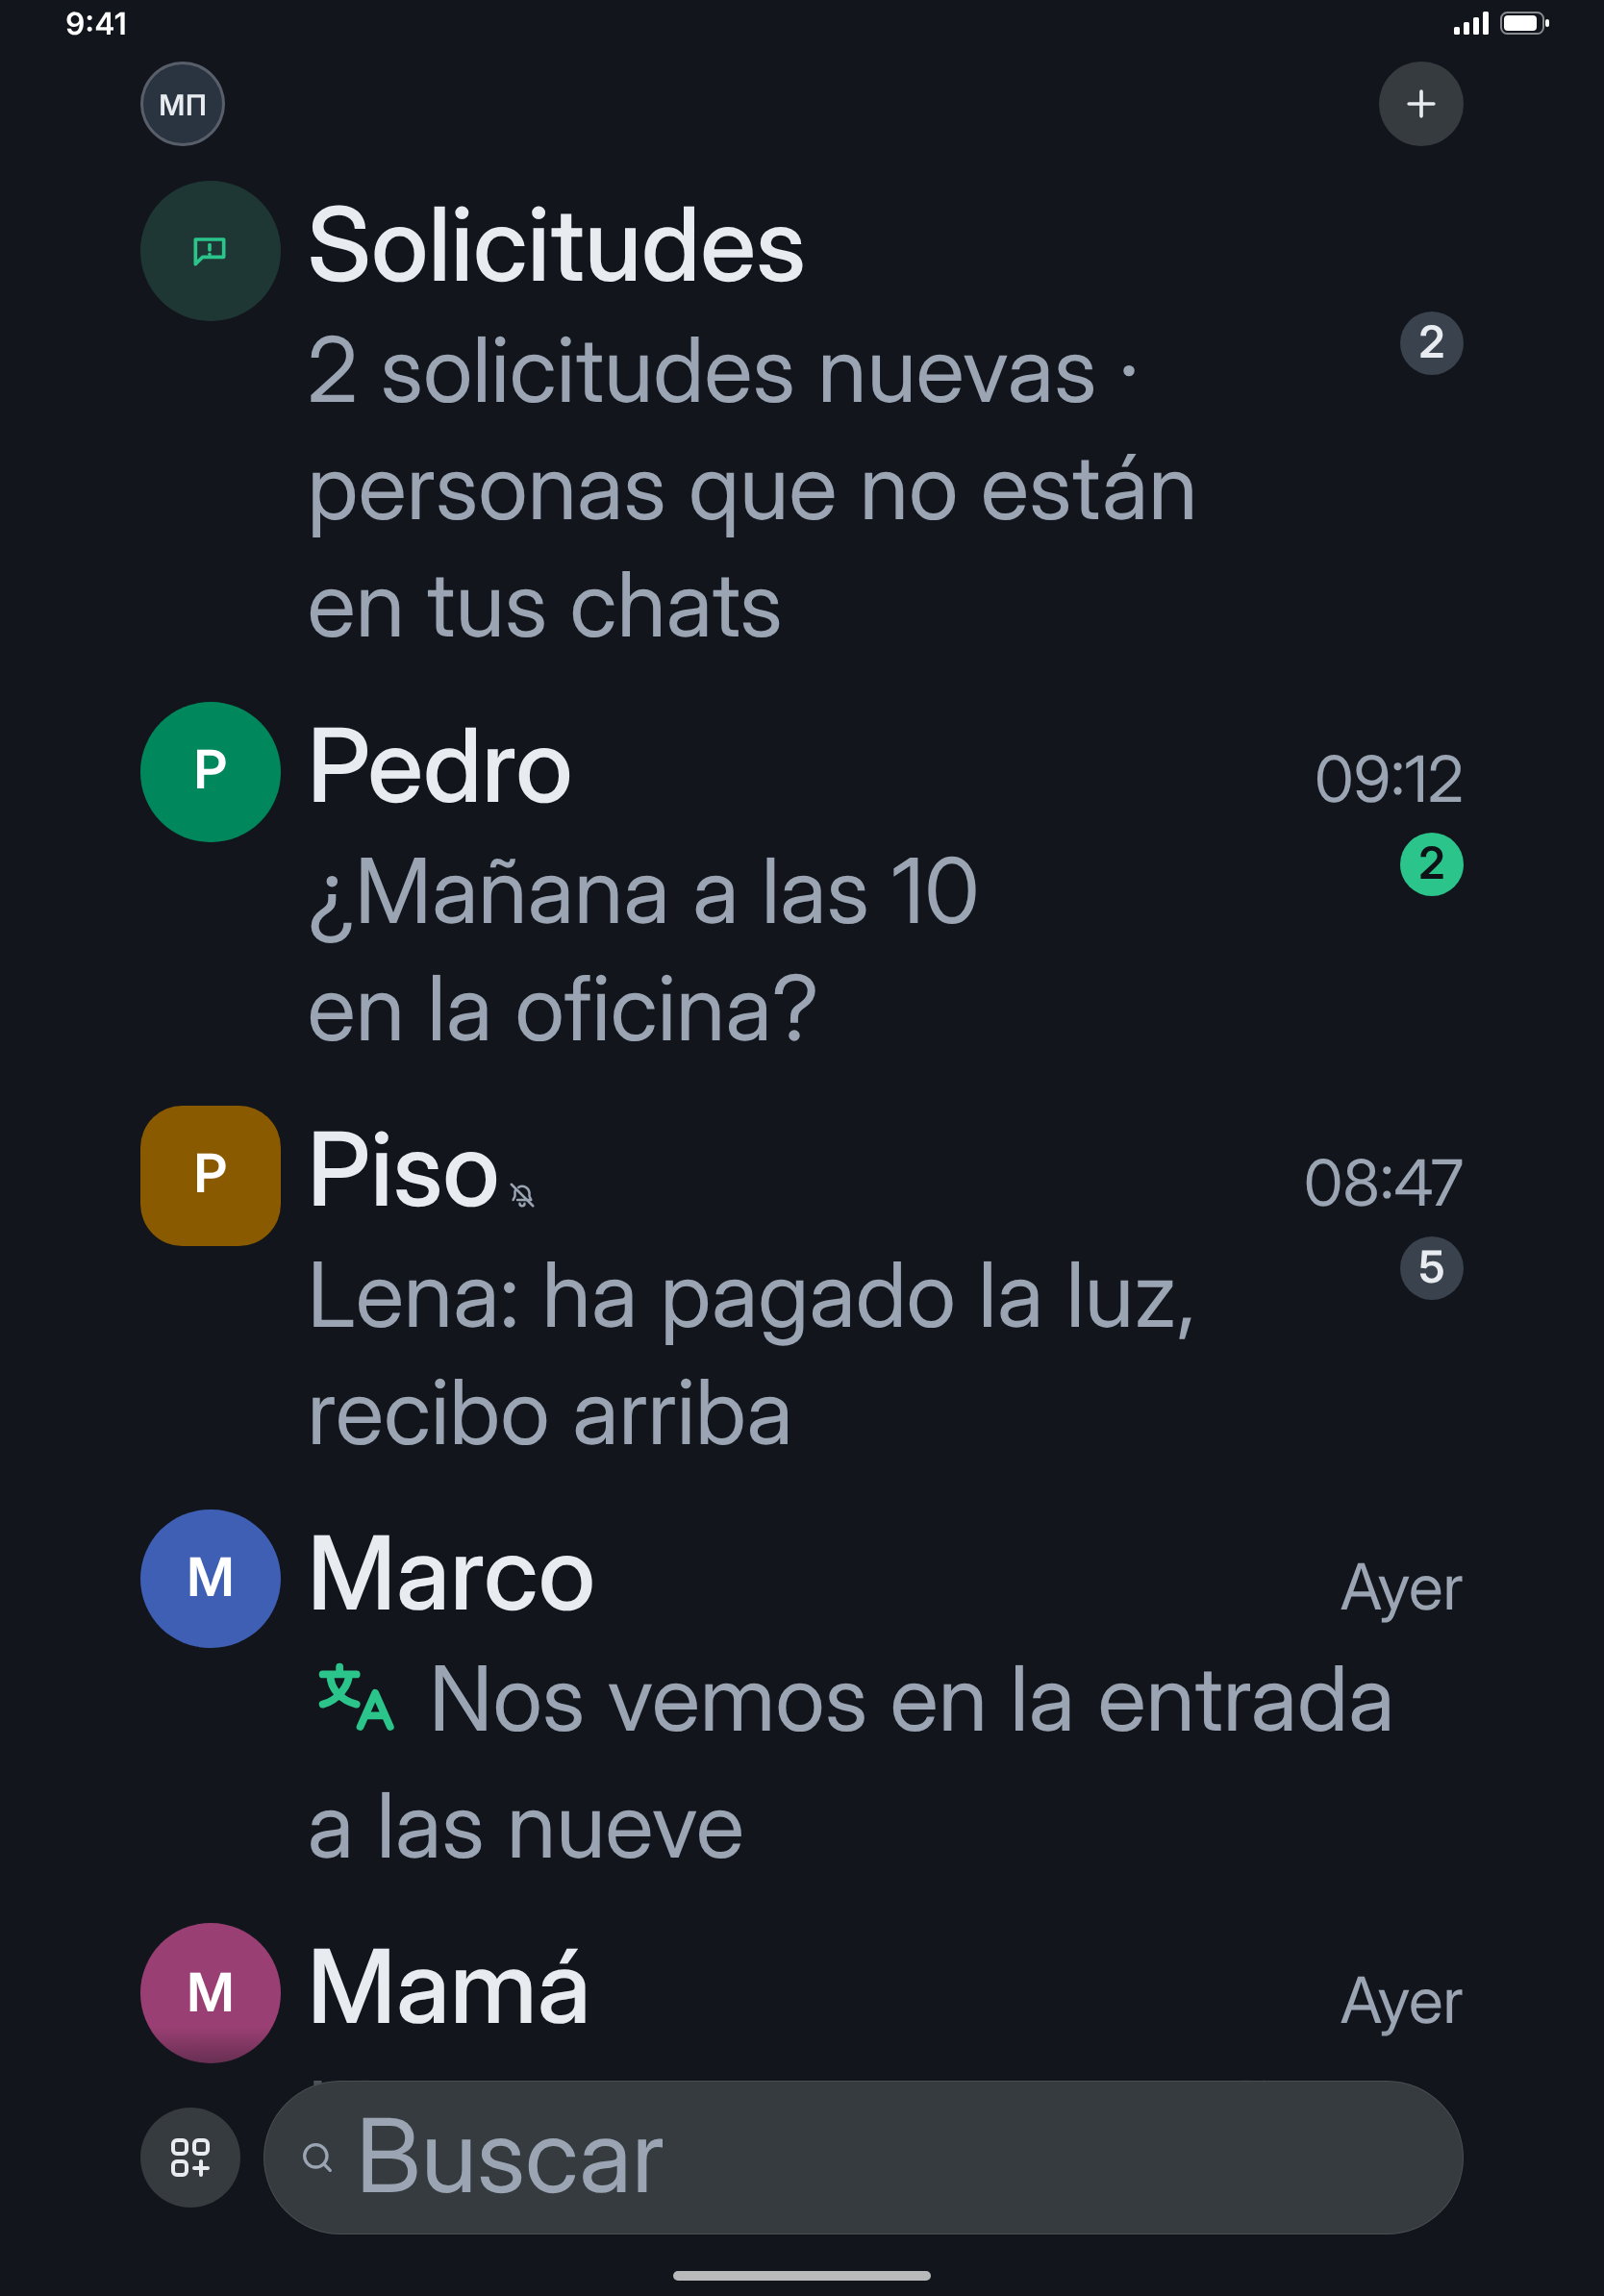 9:41
МП
Solicitudes
2 solicitudes nuevas ·
2
personas que no están
en tus chats
P
Pedro
09:12
¿Mañana a las 10
2
en la oficina?
P
Piso
08:47
Lena: ha pagado la luz,
5
recibo arriba
M
Marco
Ayer
Nos vemos en la entrada
a las nueve
M
Mamá
Ayer
Buscar